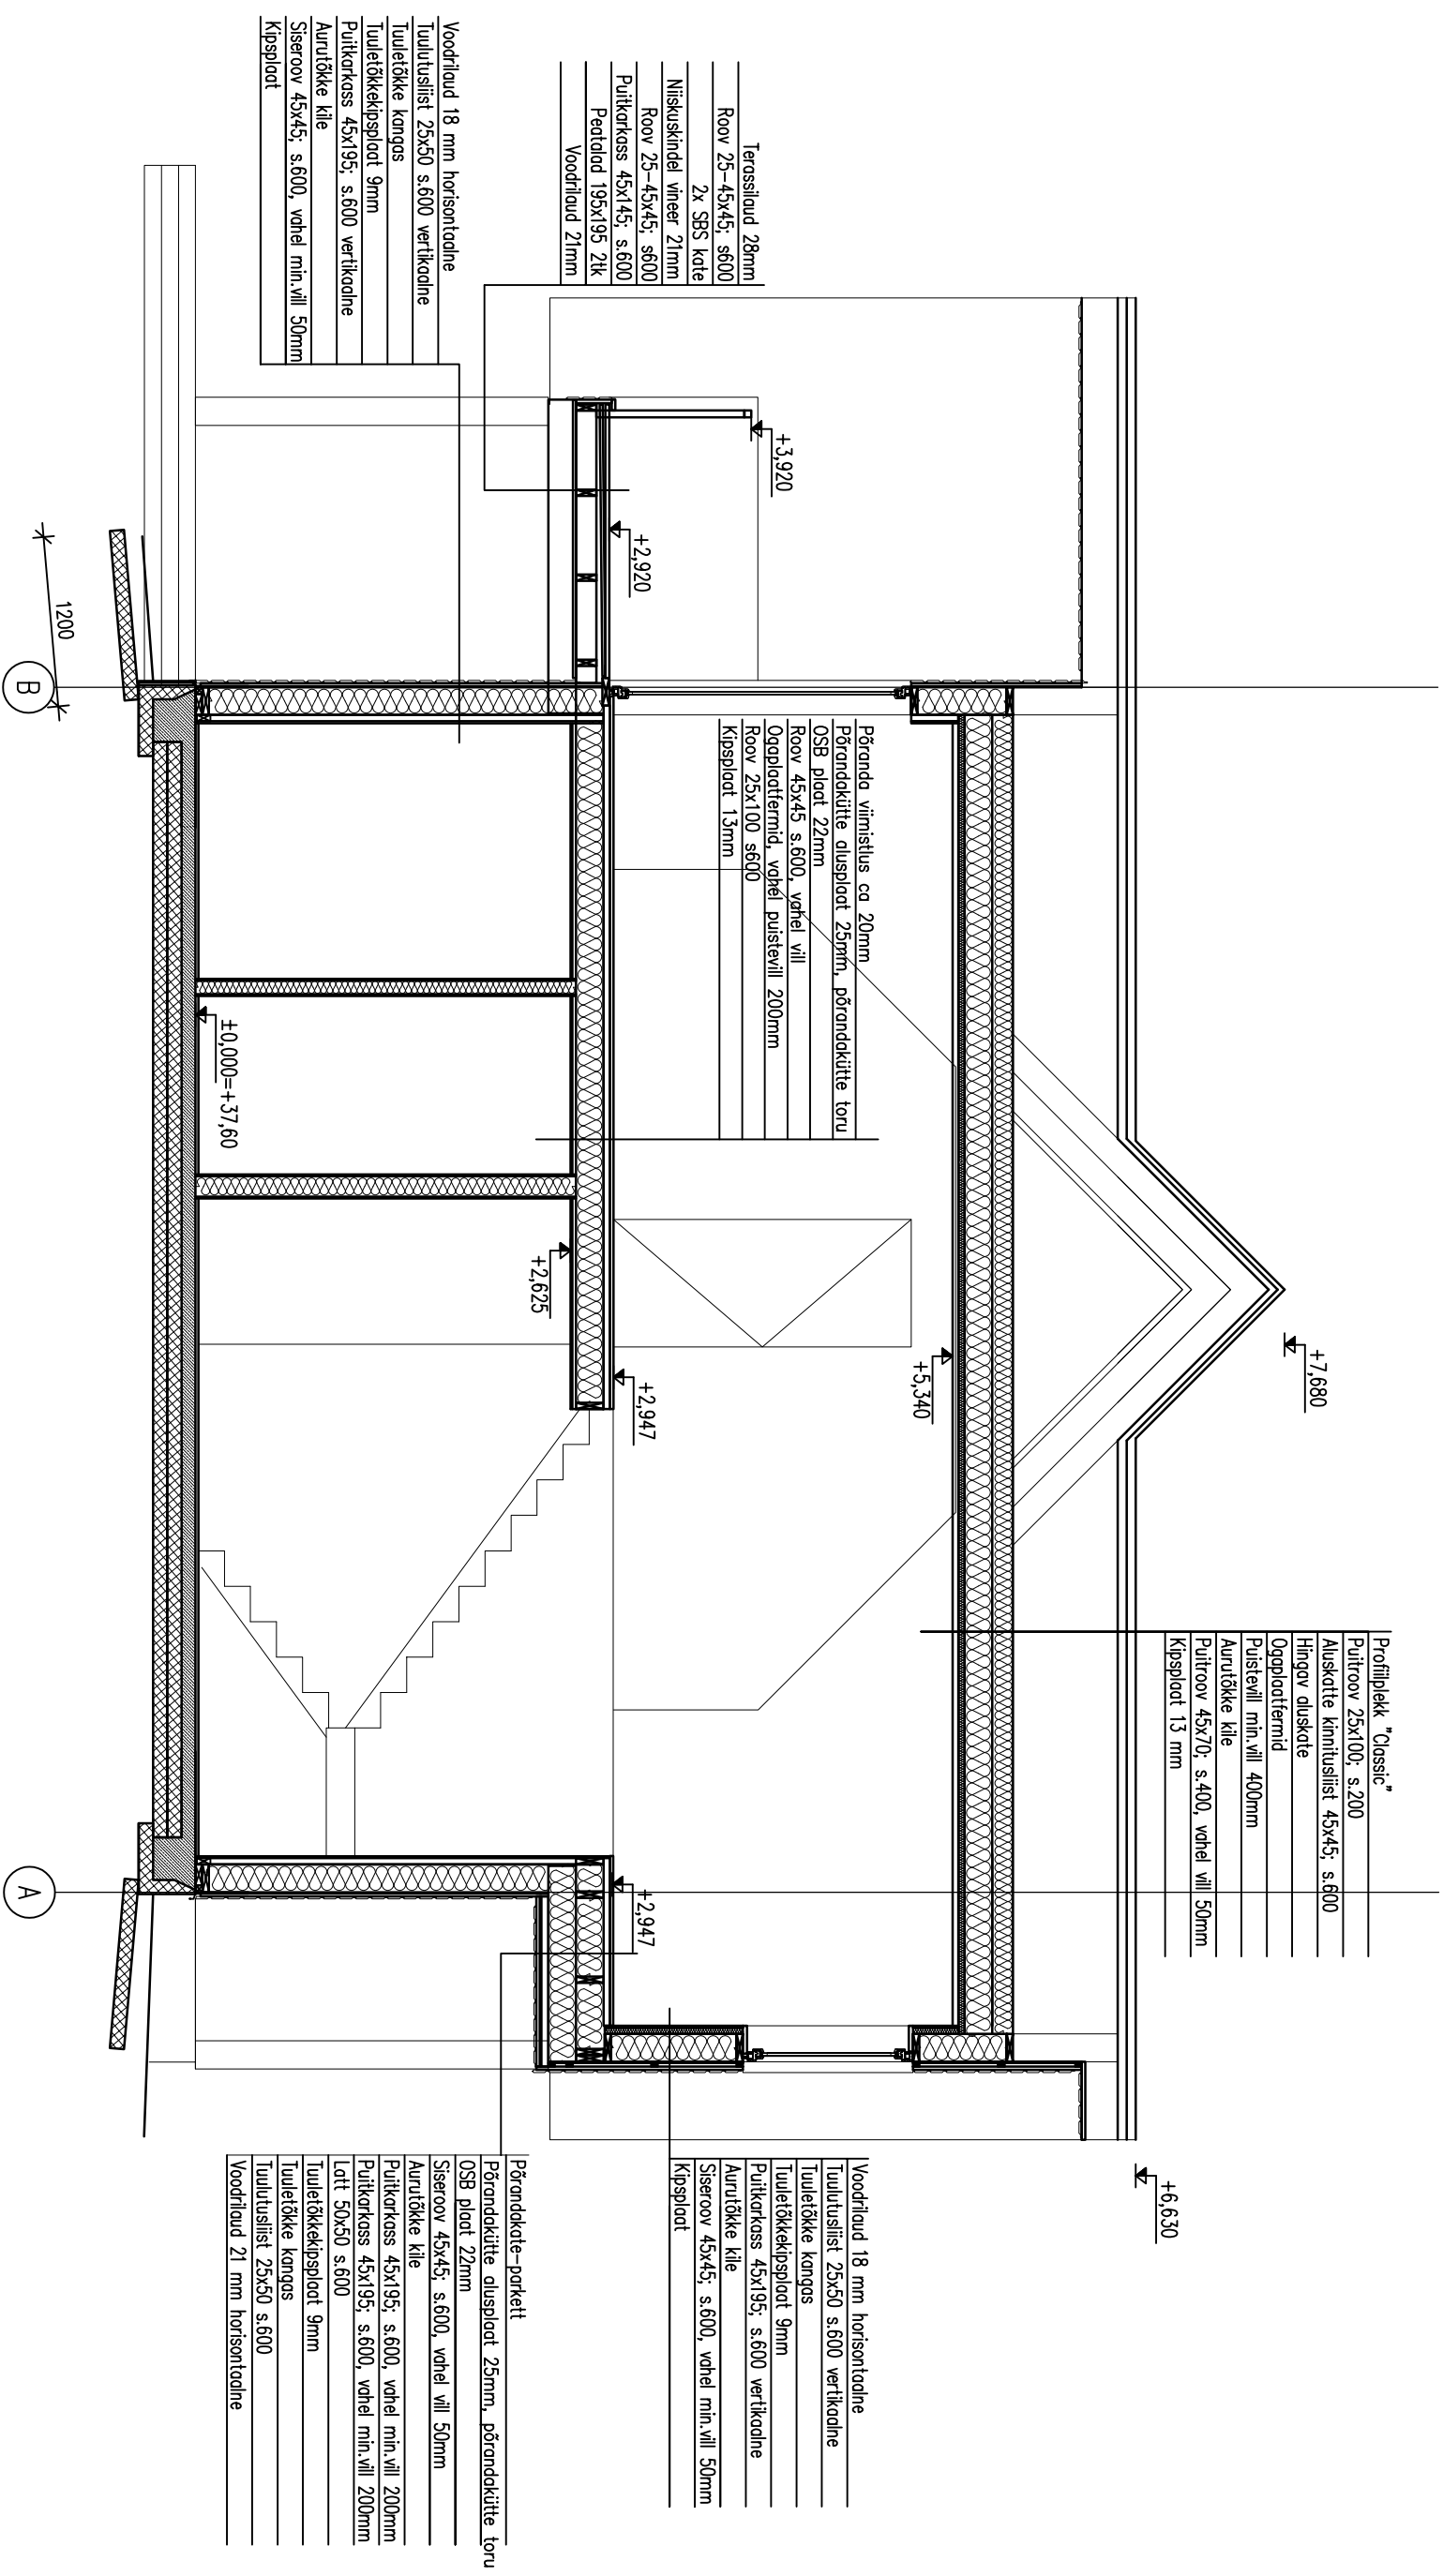 Profiilplekk "Classic"
Puitroov 25x100; s.200
Aluskatte kinnitusliist 45x45; s.600
Hingav aluskate
Ogaplaatfermid
Puistevill min.vill 400mm
Aurutõkke kile
Puitroov 45x70; s.400, vahel vill 50mm
Kipsplaat 13 mm
+7,680
+6,630
+5,340
Terassilaud 28mm
Roov 25-45x45; s600
2x SBS kate
Niiskuskindel vineer 21mm
Roov 25-45x45; s600
Puitkarkass 45x145; s.600
Peatalad 195x195 2tk
Voodrilaud 21mm
+3,920
+2,920
Põranda viimistlus ca 20mm
Põrandakütte alusplaat 25mm, põrandakütte toru
OSB plaat 22mm
Roov 45x45 s.600, vahel vill
Ogaplaatfermid, vahel puistevill 200mm
Roov 25x100 s600
Kipsplaat 13mm
+2,947
+2,947
+2,625
Voodrilaud 18 mm horisontaalne
Tuulutusliist 25x50 s.600 vertikaalne
Tuuletõkke kangas
Tuuletõkkekipsplaat 9mm
Puitkarkass 45x195; s.600 vertikaalne
Aurutõkke kile
Siseroov 45x45; s.600, vahel min.vill 50mm
Kipsplaat
Voodrilaud 18 mm horisontaalne
Tuulutusliist 25x50 s.600 vertikaalne
Tuuletõkke kangas
Tuuletõkkekipsplaat 9mm
Puitkarkass 45x195; s.600 vertikaalne
Aurutõkke kile
Siseroov 45x45; s.600, vahel min.vill 50mm
Kipsplaat
Põrandakate-parkett
Põrandakütte alusplaat 25mm, põrandakütte toru
OSB plaat 22mm
Siseroov 45x45; s.600, vahel vill 50mm
Aurutõkke kile
Puitkarkass 45x195; s.600, vahel min.vill 200mm
Puitkarkass 45x195; s.600, vahel min.vill 200mm
Latt 50x50 s.600
Tuuletõkkekipsplaat 9mm
Tuuletõkke kangas
Tuulutusliist 25x50 s.600
Voodrilaud 21 mm horisontaalne
±0,000=+37,60
1200
B
A